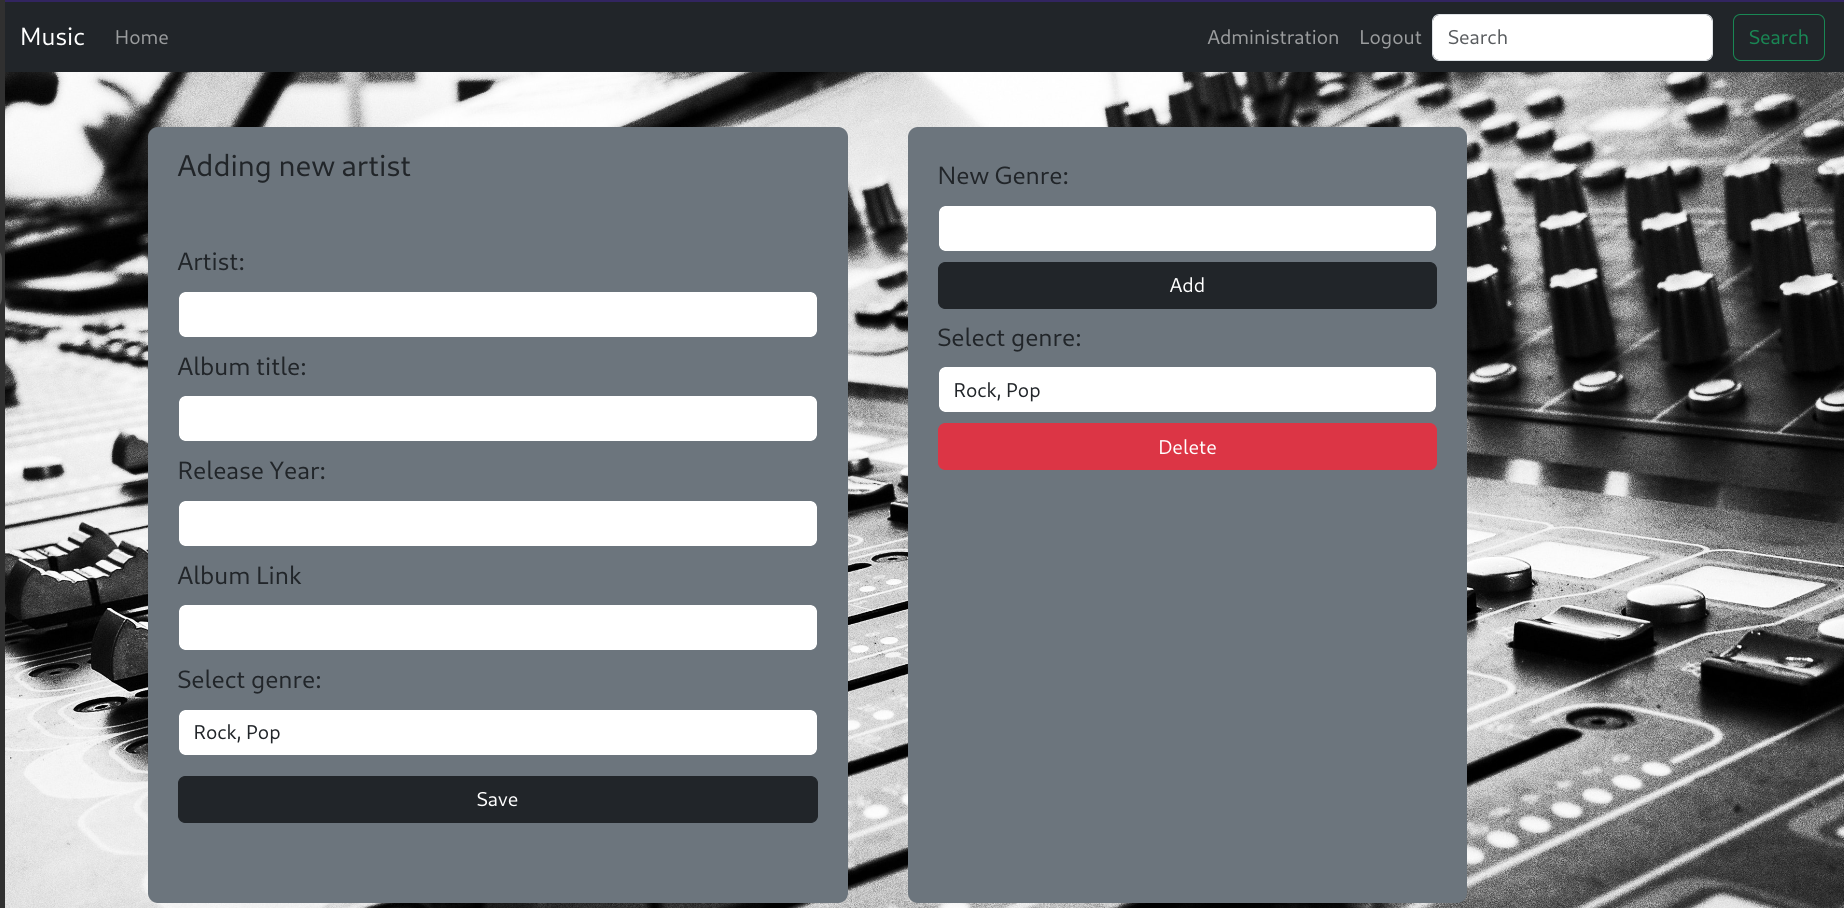 Music Home Administration Logout Search Search
Adding new artist
Artist:
Album title:
Release Year:
Album Link
Select genre:
Rock, Pop
Save
New Genre:
Add
Select genre:
Rock, Pop
Delete